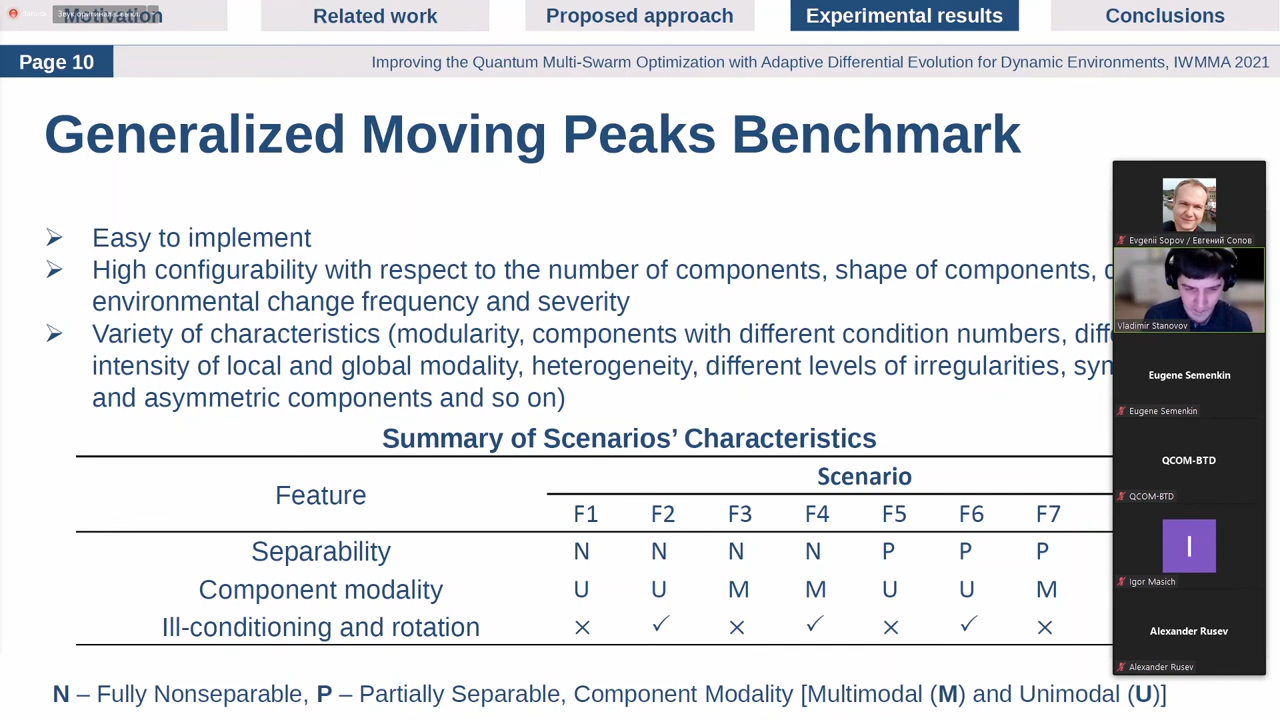 Motivation
Related work
Proposed approach
Experimental results
Conclusions
Page 10
Improving the Quantum Multi-Swarm Optimization with Adaptive Differential Evolution for Dynamic Environments, IWMMA 2021
Generalized Moving Peaks Benchmark
➢ Easy to implement
➢ High configurability with respect to the number of components, shape of components,
environmental change frequency and severity
➢ Variety of characteristics (modularity, components with different condition numbers,
intensity of local and global modality, heterogeneity, different levels of irregularities,
and asymmetric components and so on)
Summary of Scenarios’ Characteristics
Feature
Scenario
F1 F2 F3 F4 F5 F6 F7
Separability N N N N P P P
Component modality U U M M U U M
Ill-conditioning and rotation × ✓ × ✓ × ✓ ×
N – Fully Nonseparable, P – Partially Separable, Component Modality [Multimodal (M) and Unimodal (U)]
Evgenii Sopov / Евгений Сопов
Vladimir Stanovov
Eugene Semenkin
Eugene Semenkin
QCOM-BTD
QCOM-BTD
I
Igor Masich
Alexander Rusev
Alexander Rusev